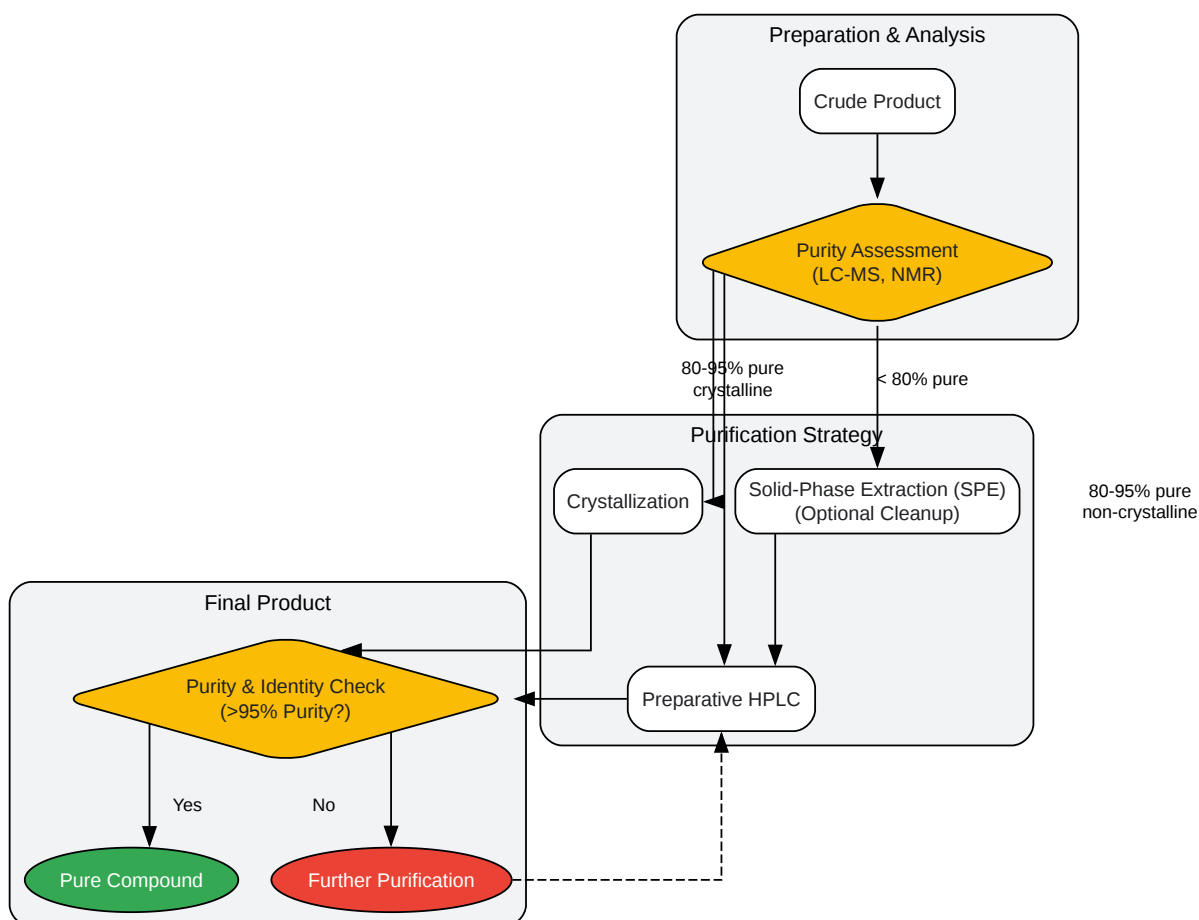 Preparation & Analysis
Crude Product
Purity Assessment
(LC-MS, NMR)
80-95% pure
crystalline
< 80% pure
Purification Strategy
Crystallization
Solid-Phase Extraction (SPE)
(Optional Cleanup)
80-95% pure
non-crystalline
Final Product
Purity & Identity Check
(>95% Purity?)
Preparative HPLC
Yes
No
Pure Compound
Further Purification